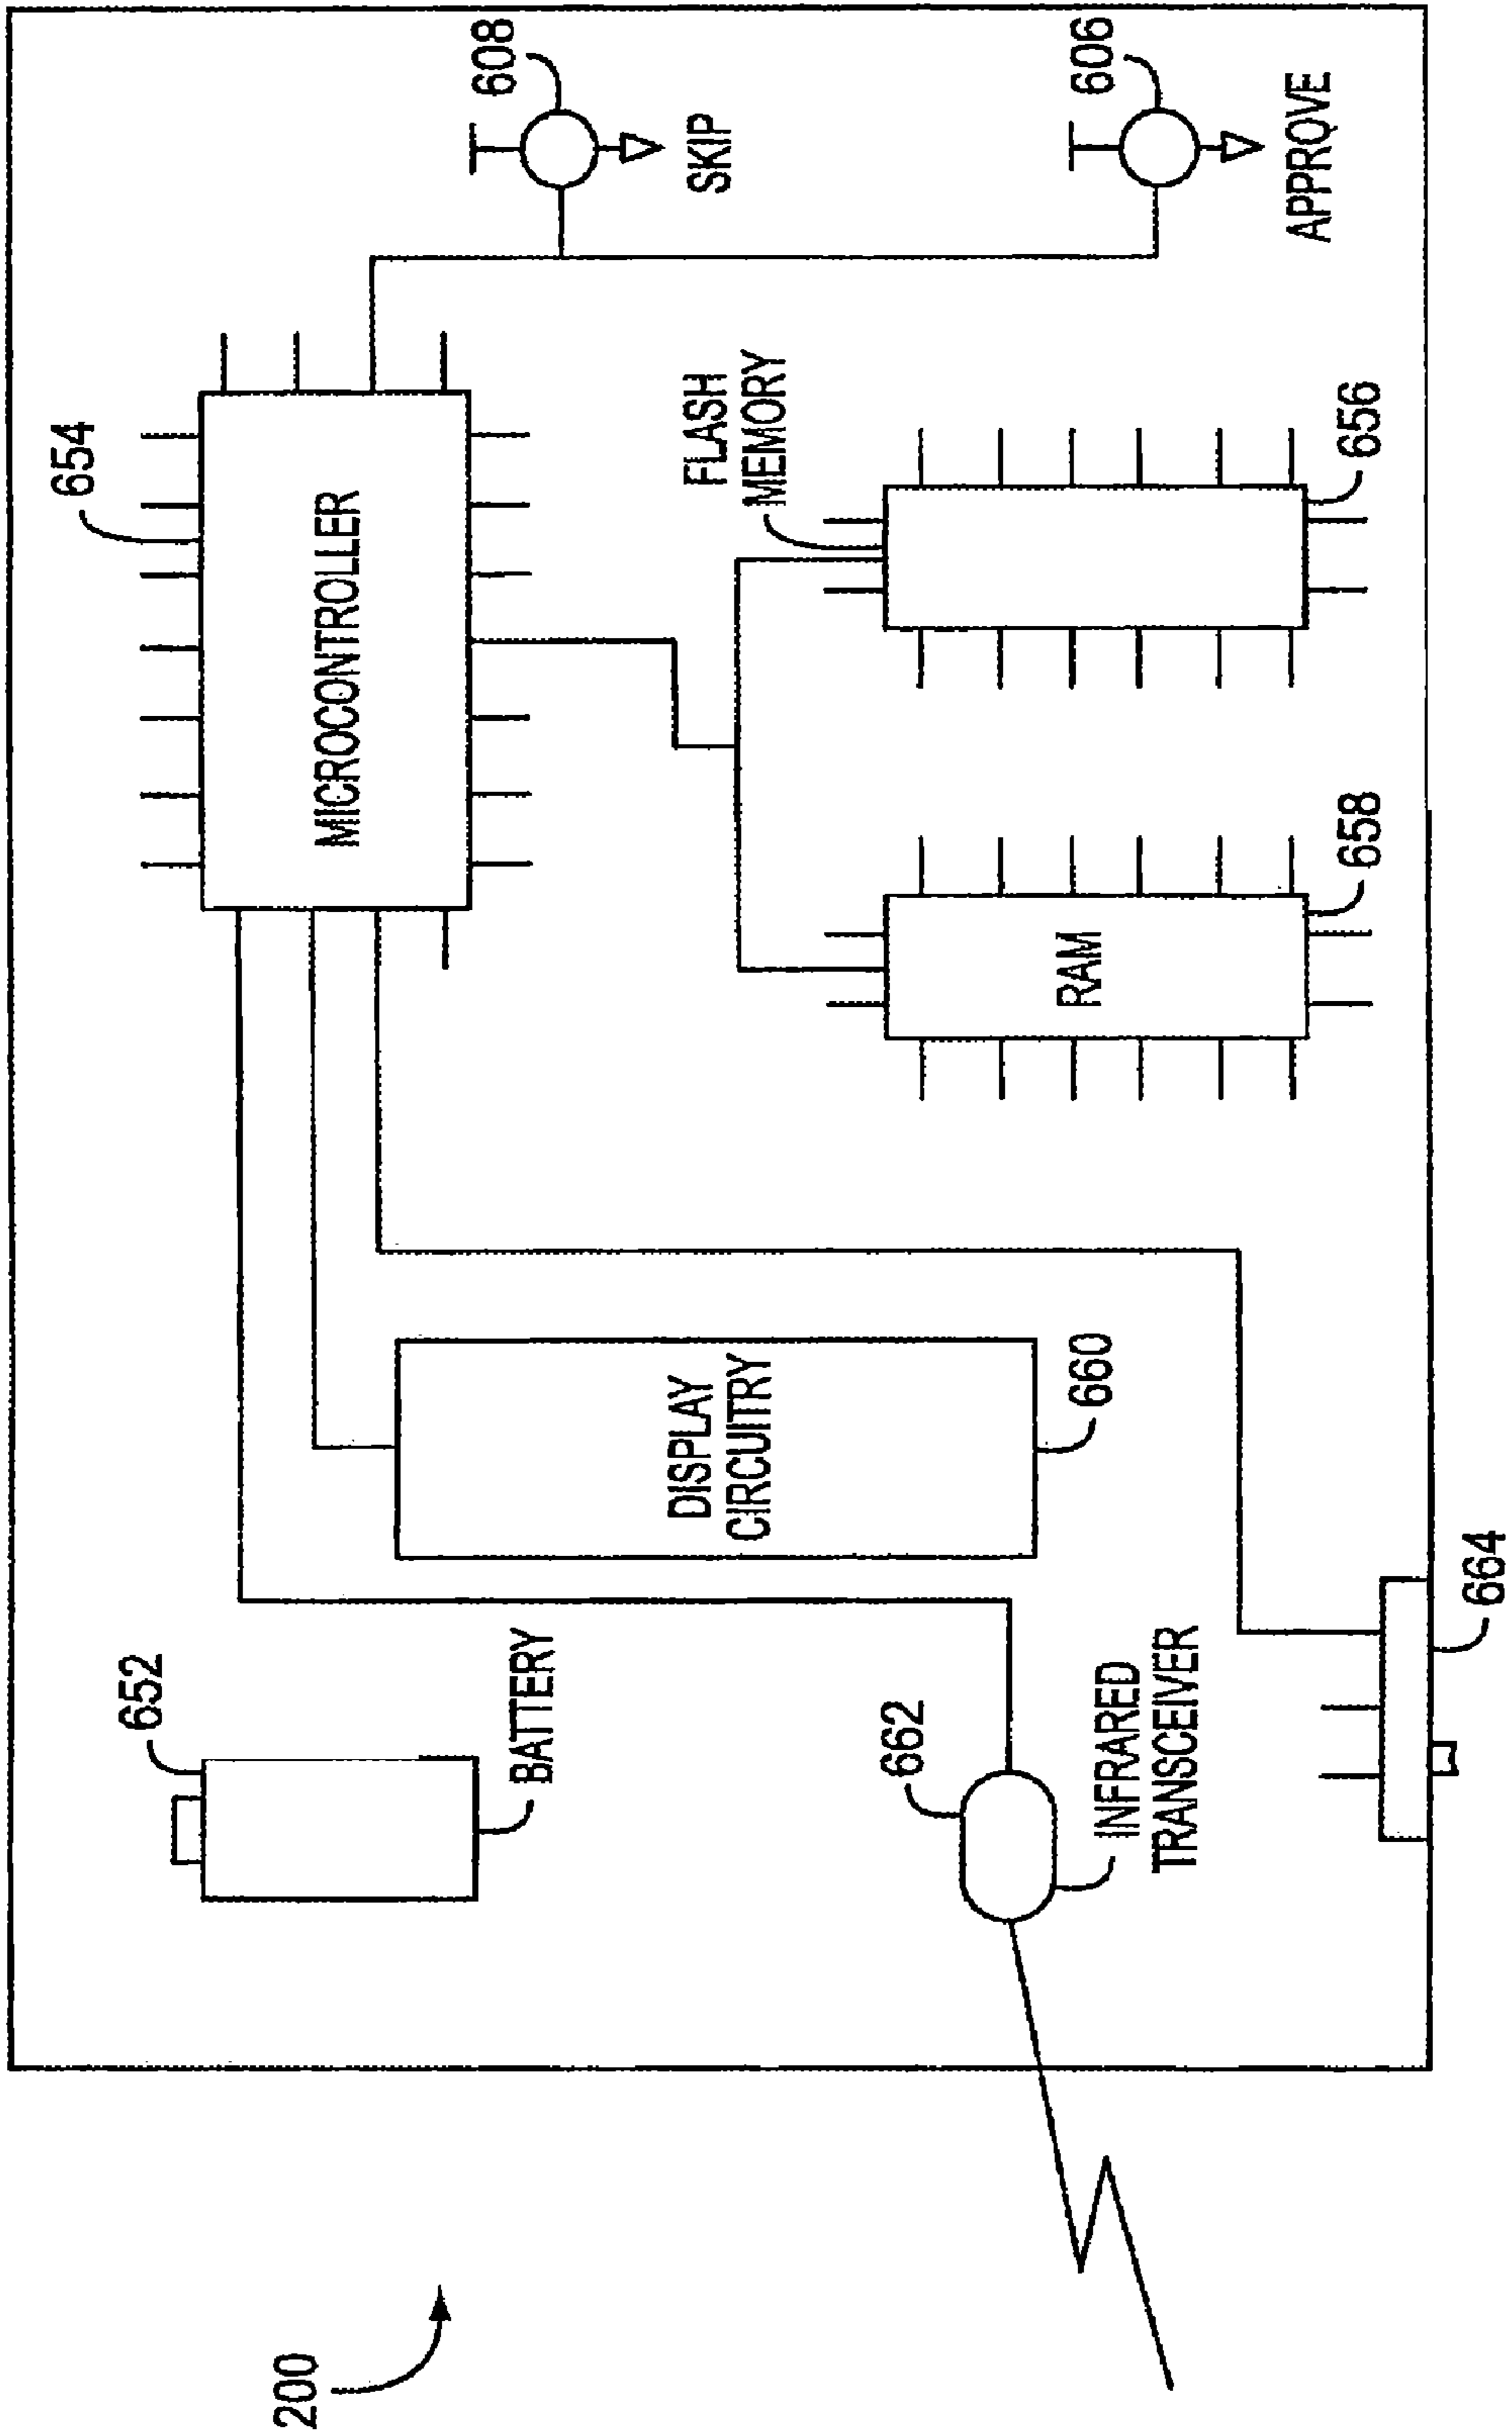 654
652
200
MICROCONTROLLER
608
BATTERY
DISPLAY
CIRCUITRY
FLASH
MEMORY
SKIP
662
INFRARED
TRANSCEIVER
660
RAM
606
APPRQVE
658
656
664